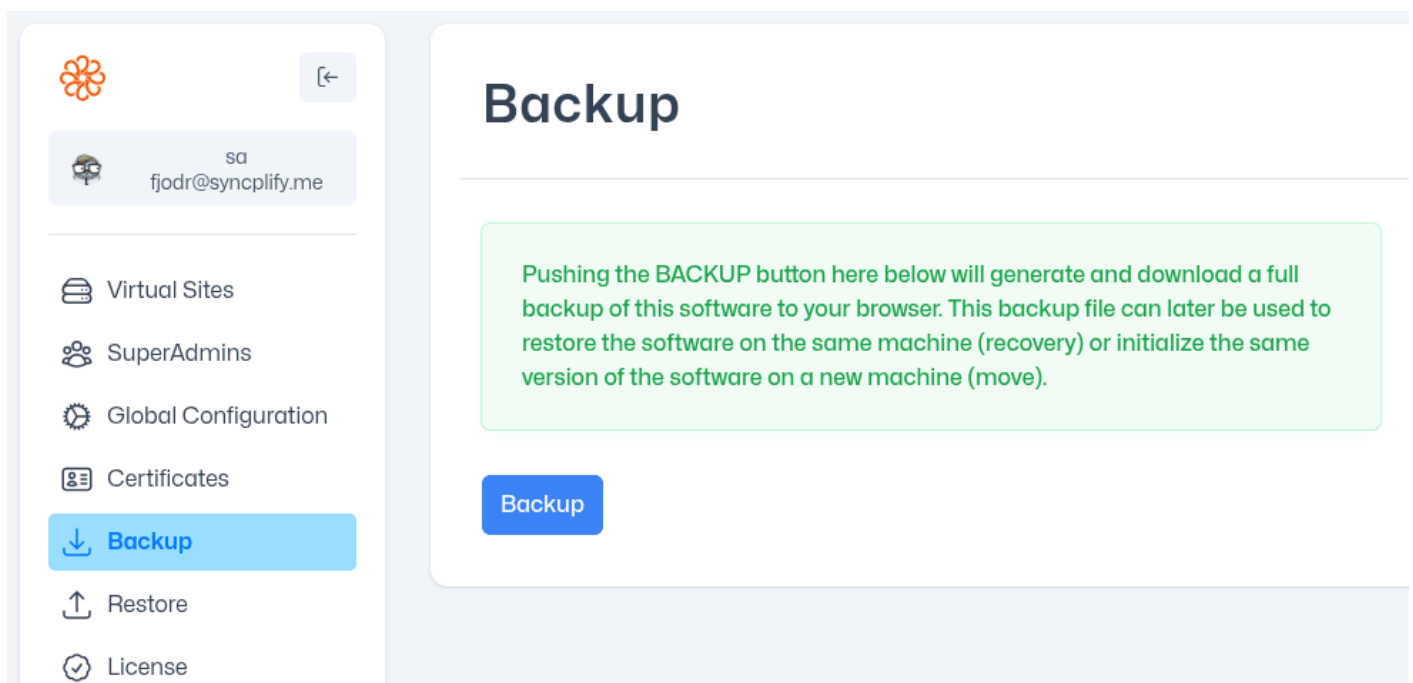 sa
fjodr@syncplify.me
Virtual Sites
SuperAdmins
Global Configuration
Certificates
Backup
Restore
License
Backup
Pushing the BACKUP button here below will generate and download a full
backup of this software to your browser. This backup file can later be used to
restore the software on the same machine (recovery) or initialize the same
version of the software on a new machine (move).
Backup